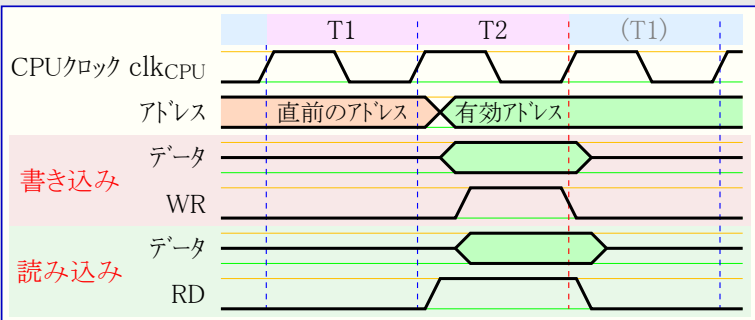 T1 T2 (T1)
CPUクロック clkCPU
アドレス 直前のアドレス 有効アドレス
データ
書き込み
WR
データ
読み込み
RD